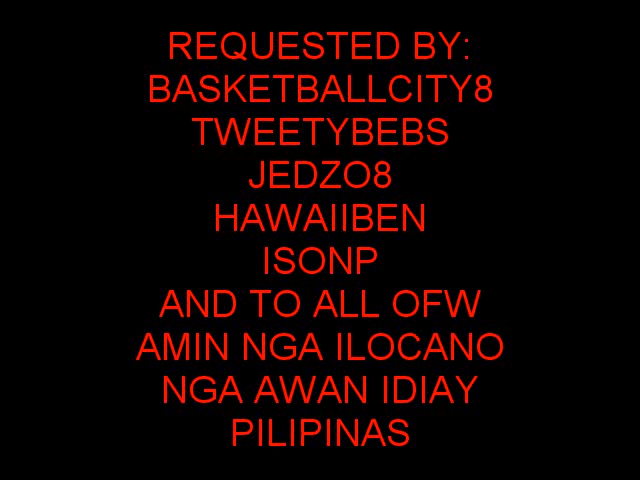 REQUESTED BY:
BASKETBALLCITY8
TWEETYBEBS
JEDZO8
HAWAIIBEN
ISONP
AND TO ALL OFW
AMIN NGA ILOCANO
NGA AWAN IDIAY
PILIPINAS